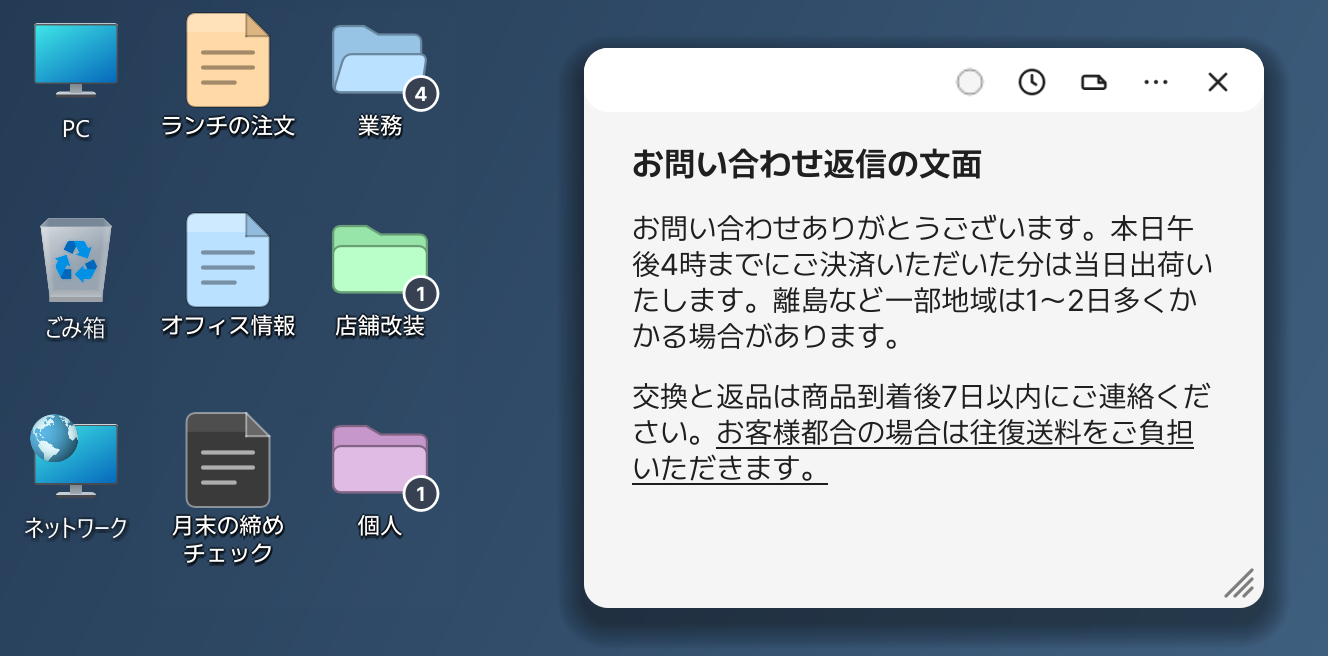 PC
ランチの注文
業務
4
ごみ箱
オフィス情報
店舗改装
1
ネットワーク
月末の締め
チェック
個人
1
お問い合わせ返信の文面
お問い合わせありがとうございます。本日午
後4時までにご決済いただいた分は当日出荷い
たします。離島など一部地域は1〜2日多くか
かる場合があります。
交換と返品は商品到着後7日以内にご連絡くだ
さい。お客様都合の場合は往復送料をご負担
いただきます。